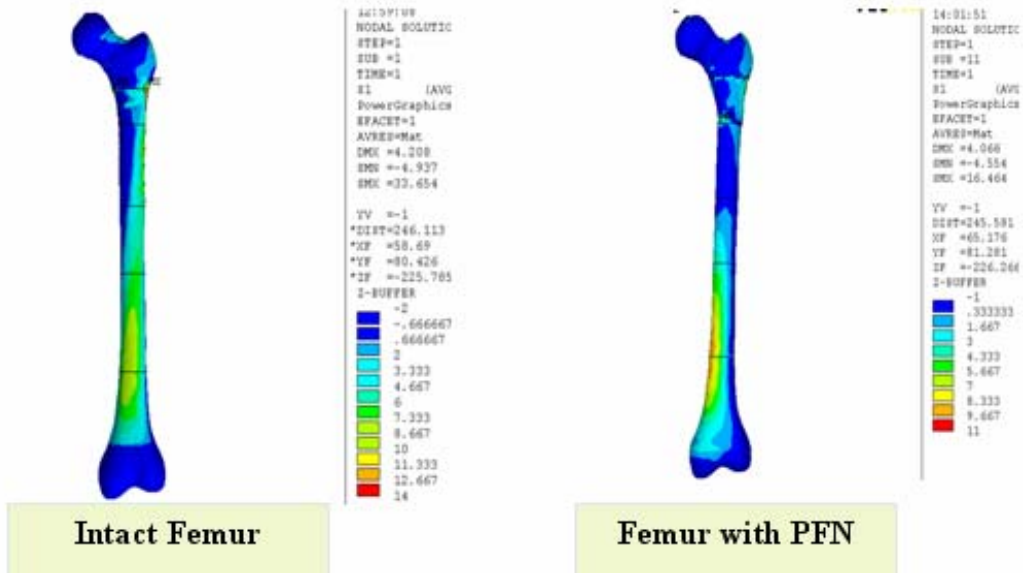 12:59:08
NODAL SOLUTIC
STEP=1
SUB =1
TIME=1
S1 (AVG
PowerGraphics
EFACET=1
AVRES=Mat
DMX =4.208
SMN =-4.937
SMX =33.654
YV =-1
*DIST=246.113
*XF =58.69
*YF =80.426
*ZF =-225.785
Z-BUFFER
-2
-.666667
.666667
2
3.333
4.667
6
7.333
8.667
10
11.333
12.667
14
Intact Femur
14:01:51
NODAL SOLUTIC
STEP=1
SUB =11
TIME=1
S1 (AVG
PowerGraphics
EFACET=1
AVRES=Mat
DMX =4.066
SMN =-4.554
SMX =16.464
YV =-1
DIST=245.591
XF =65.176
YF =81.281
ZF =-226.266
Z-BUFFER
-1
.333333
1.667
3
4.333
5.667
7
8.333
9.667
11
Femur with PFN